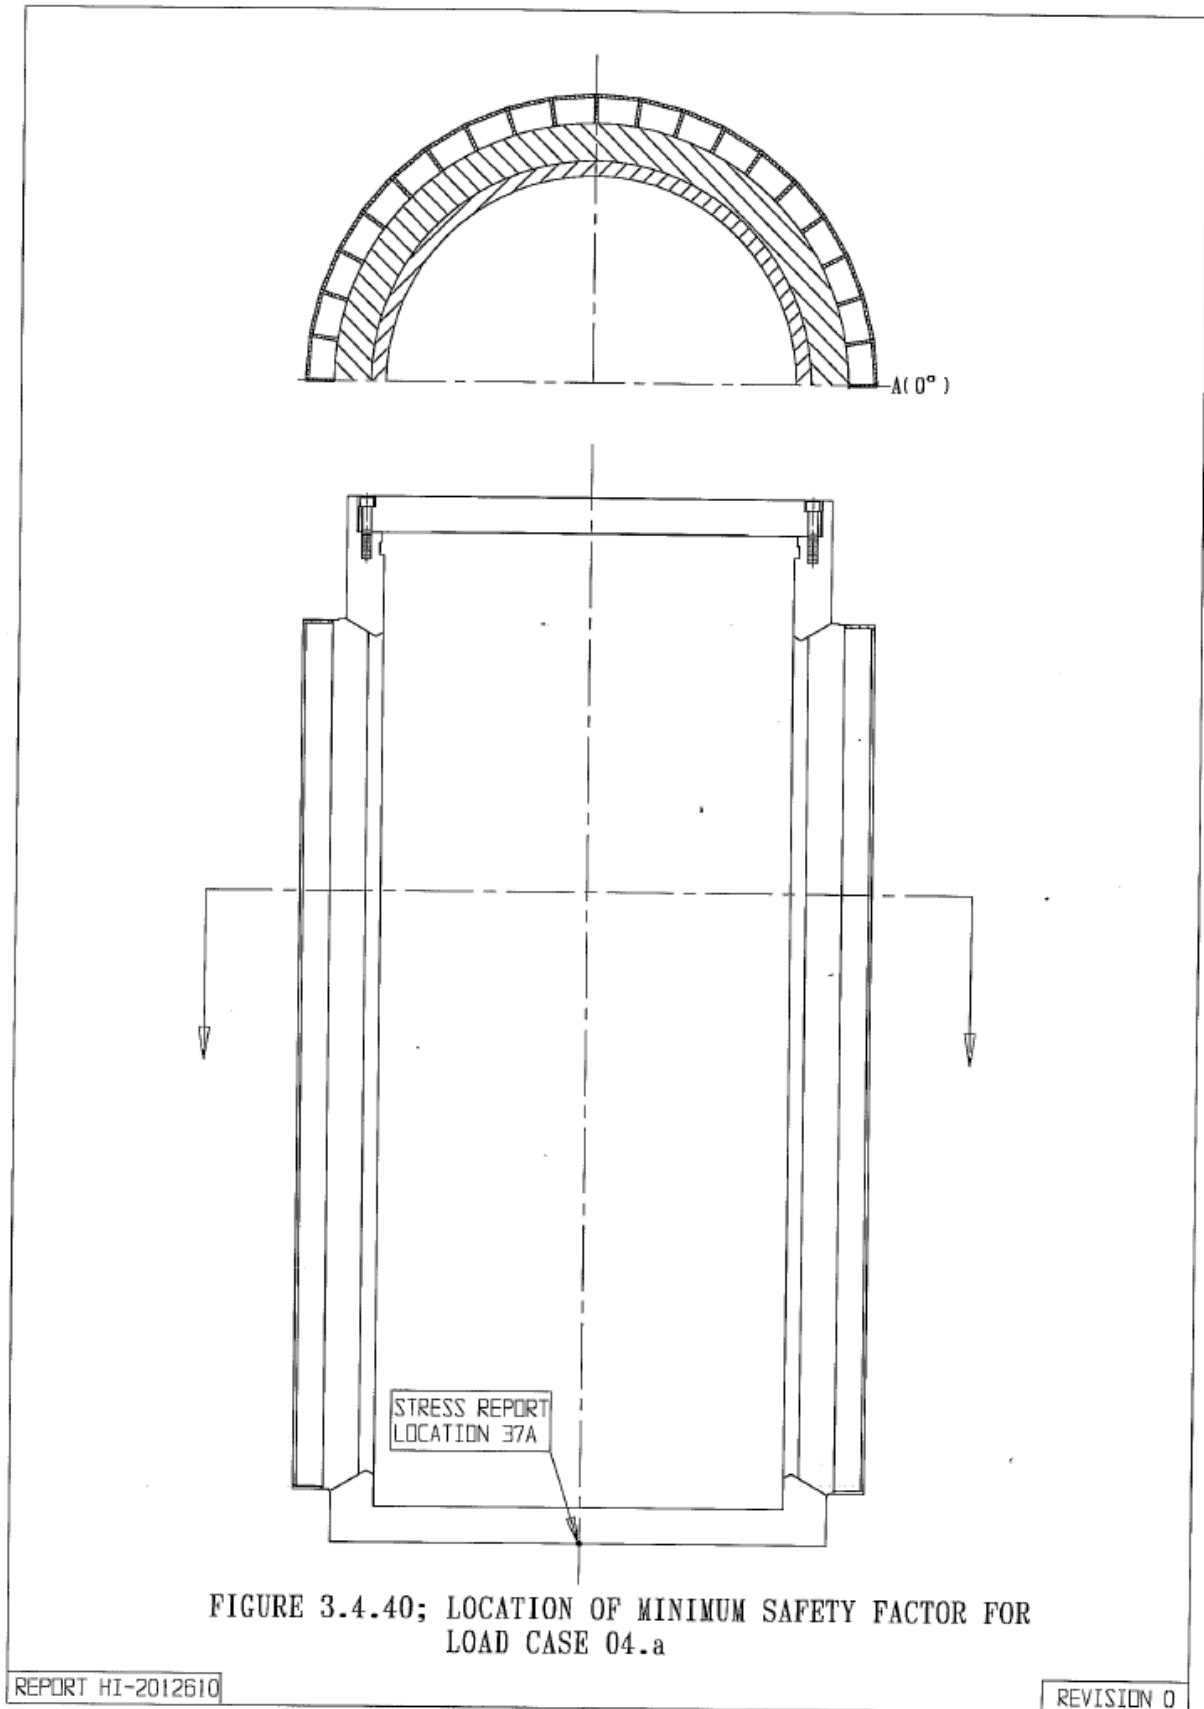 A(0°)
STRESS REPORT
LOCATION 37A
FIGURE 3.4.40; LOCATION OF MINIMUM SAFETY FACTOR FOR
LOAD CASE 04.a
REPORT HI-2012610
REVISION 0